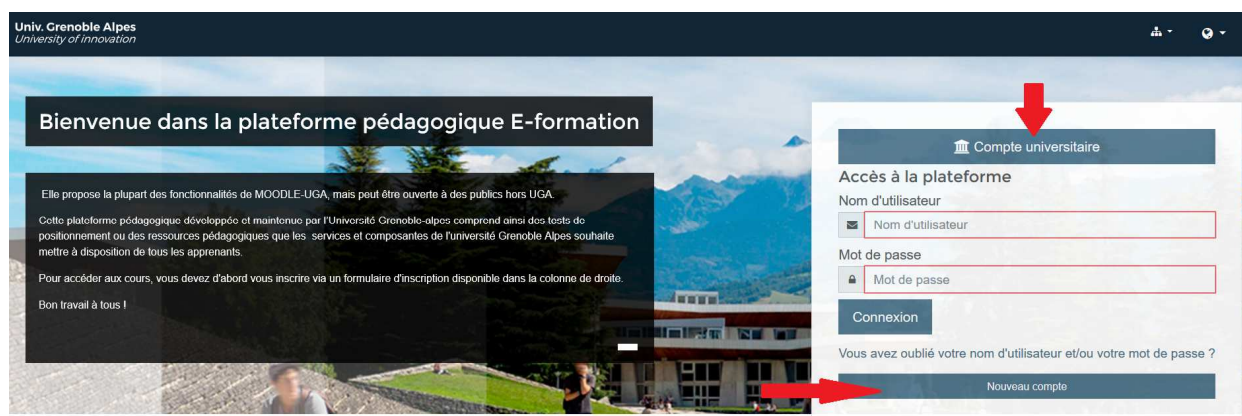 Univ. Grenoble Alpes
University of innovation
Bienvenue dans la plateforme pédagogique E-formation
Elle propose la plupart des fonctionnalités de MOODLE-UGA, mais peut être ouverte à des publics hors UGA.
Cette plateforme pédagogique développée et maintenue par l'Université Grenoble-alpes comprend ainsi des tests de
positionnement ou des ressources pédagogiques que les services et composantes de l'université Grenoble Alpes souhaite
mettre à disposition de tous les apprenants.
Pour accéder aux cours, vous devez d'abord vous inscrire via un formulaire d'inscription disponible dans la colonne de droite.
Bon travail à tous !
Compte universitaire
Accès à la plateforme
Nom d'utilisateur
Nom d'utilisateur
Mot de passe
Mot de passe
Connexion
Vous avez oublié votre nom d'utilisateur et/ou votre mot de passe ?
Nouveau compte